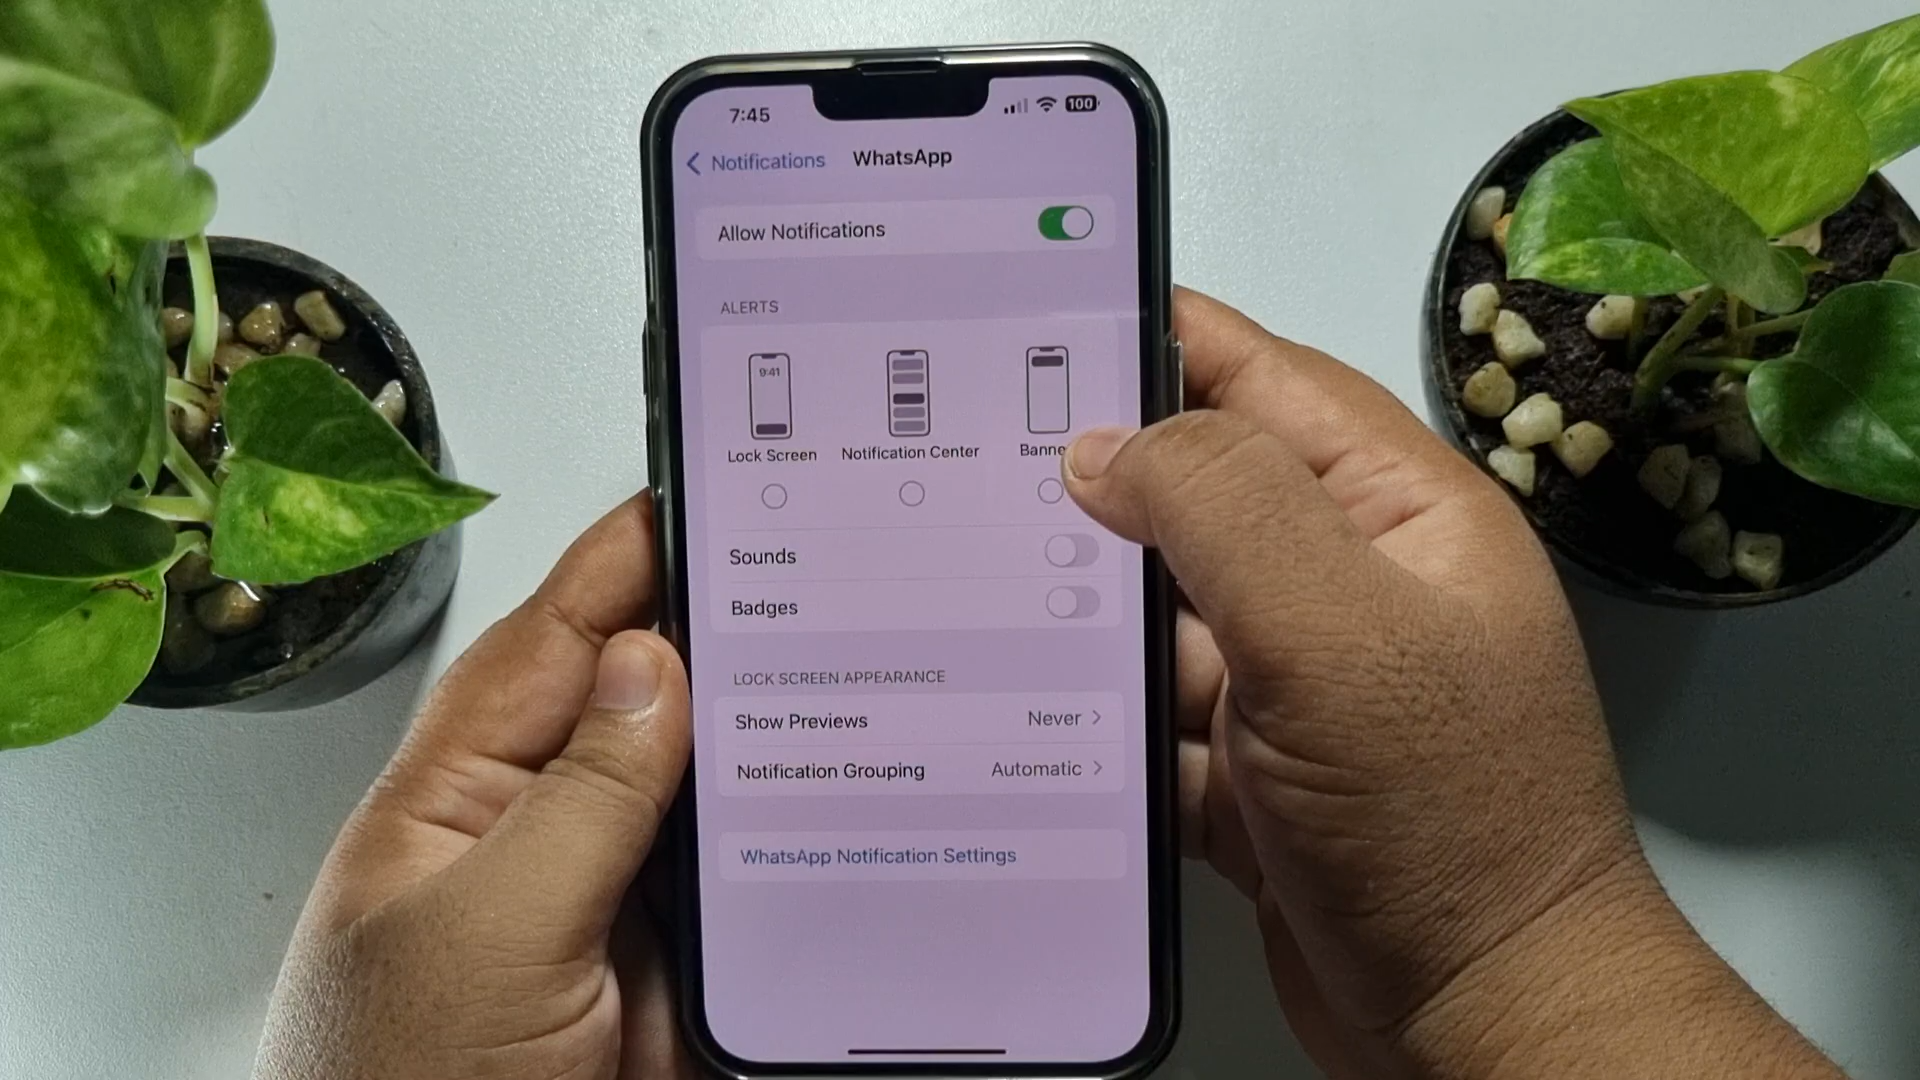 7:45
100
Notifications
WhatsApp
Allow Notifications
ALERTS
9:41
Lock Screen
Notification Center
Banne
Sounds
Badges
LOCK SCREEN APPEARANCE
Show Previews
Never
Notification Grouping
Automatic
WhatsApp Notification Settings